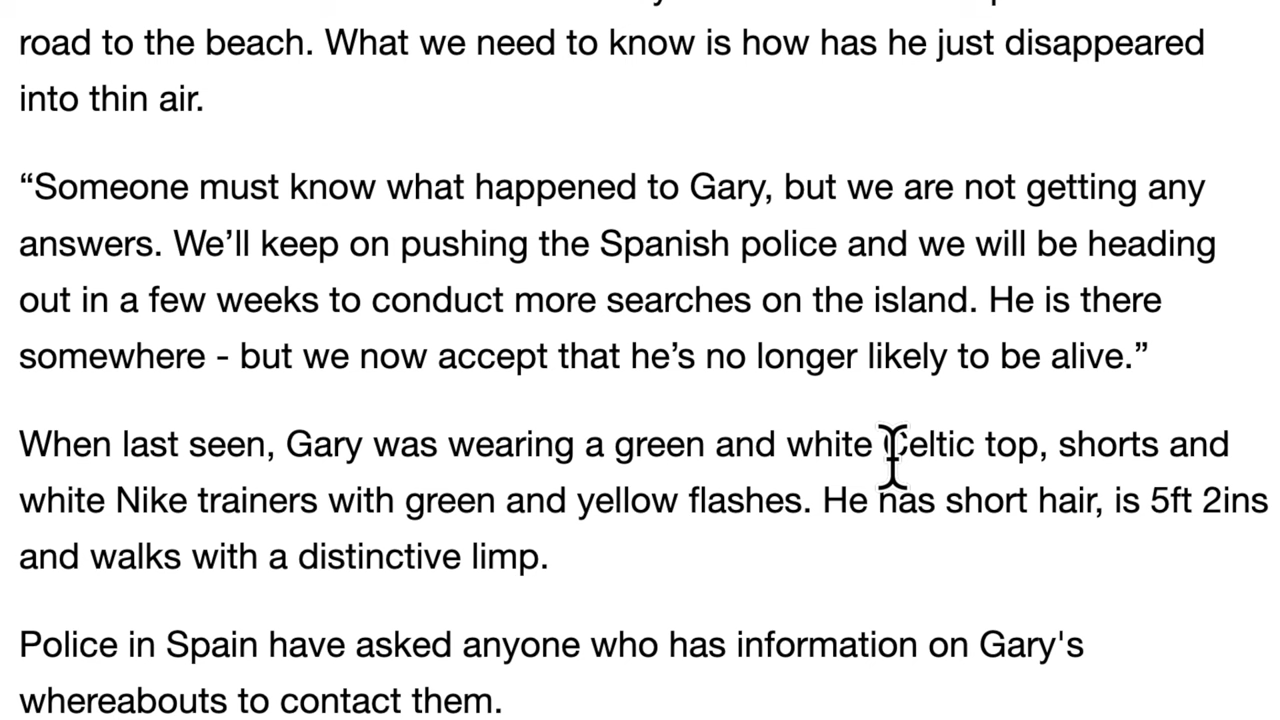 road to the beach. What we need to know is how has he just disappeared
into thin air.
“Someone must know what happened to Gary, but we are not getting any
answers. We’ll keep on pushing the Spanish police and we will be heading
out in a few weeks to conduct more searches on the island. He is there
somewhere - but we now accept that he’s no longer likely to be alive.”
When last seen, Gary was wearing a green and white Celtic top, shorts and
white Nike trainers with green and yellow flashes. He has short hair, is 5ft 2ins
and walks with a distinctive limp.
Police in Spain have asked anyone who has information on Gary's
whereabouts to contact them.